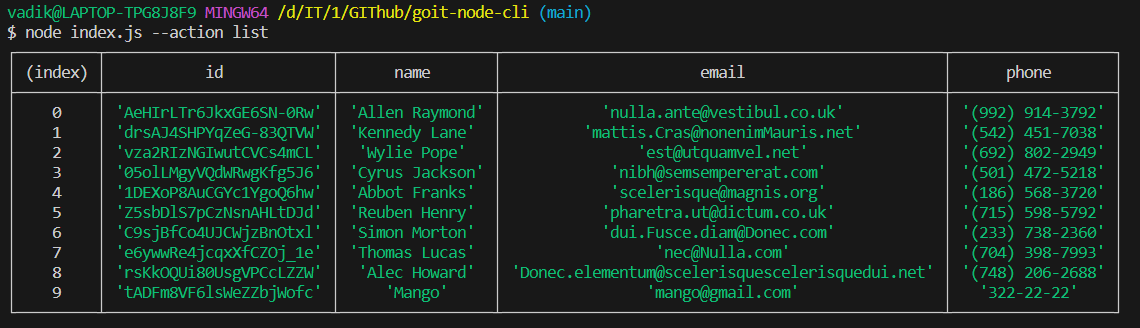 vadik@LAPTOP-TPG8J8F9 MINGW64 /d/IT/1/GIThub/goit-node-cli (main)
$ node index.js --action list
(index) id name email phone
0 'AeHIrLTr6JkxGE6SN-0Rw' 'Allen Raymond' 'nulla.ante@vestibul.co.uk' '(992) 914-3792'
1 'drsAJ4SHPYqZeG-83QTVW' 'Kennedy Lane' 'mattis.Cras@nonenimMauris.net' '(542) 451-7038'
2 'vza2RIzNGIwutCVCs4mCL' 'Wylie Pope' 'est@utquamvel.net' '(692) 802-2949'
3 '05olLMgyVQdWRwgKfg5J6' 'Cyrus Jackson' 'nibh@semsempererat.com' '(501) 472-5218'
4 '1DEXoP8AuCGYc1YgoQ6hw' 'Abbot Franks' 'scelerisque@magnis.org' '(186) 568-3720'
5 'Z5sbDlS7pCzNsnAHLtDJd' 'Reuben Henry' 'pharetra.ut@dictum.co.uk' '(715) 598-5792'
6 'C9sjBfCo4UJCWjzBnOtxl' 'Simon Morton' 'dui.Fusce.diam@Donec.com' '(233) 738-2360'
7 'e6ywwRe4jcqxXfCZOj_1e' 'Thomas Lucas' 'nec@Nulla.com' '(704) 398-7993'
8 'rsKkOQUi80UsgVPCcLZZW' 'Alec Howard' 'Donec.elementum@scelerisquescelerisquedui.net' '(748) 206-2688'
9 'tADFm8VF6lsWeZZbjWofc' 'Mango' 'mango@gmail.com' '322-22-22'